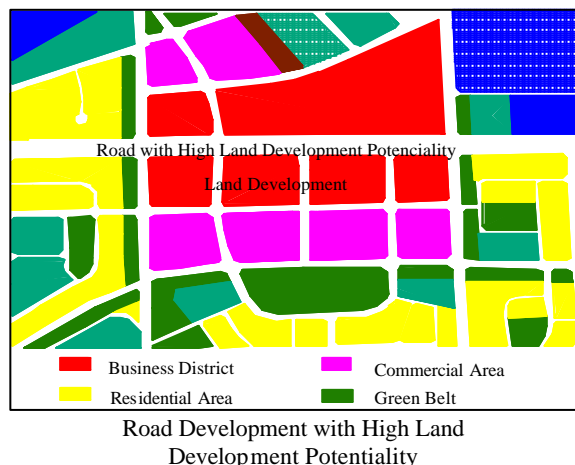 Road with High Land Development Potenciality
Land Development
Business District
Commercial Area
Residential Area
Green Belt
Road Development with High Land
Development Potentiality